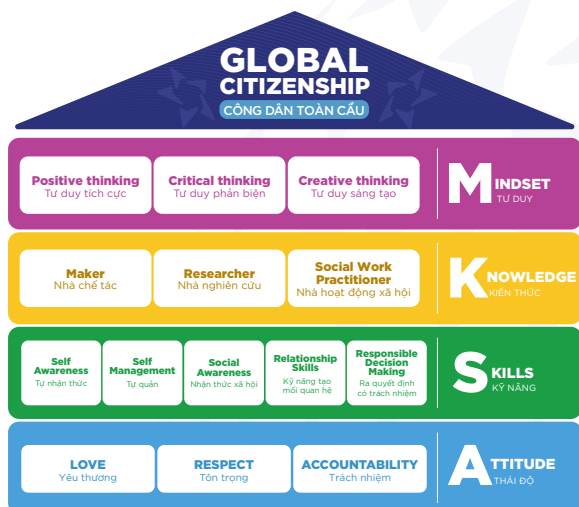 GLOBAL
CITIZENSHIP
CÔNG DÂN TOÀN CẦU
Positive thinking
Tư duy tích cực
Critical thinking
Tư duy phản biện
Creative thinking
Tư duy sáng tạo
MINDSET
TƯ DUY
Maker
Nhà chế tác
Researcher
Nhà nghiên cứu
Social Work
Practitioner
Nhà hoạt động xã hội
KNOWLEDGE
KIẾN THỨC
Self
Awareness
Tự nhận thức
Self
Management
Tự quản
Social
Awareness
Nhận thức xã hội
Relationship
Skills
Kỹ năng tạo
mối quan hệ
Responsible
Decision
Making
Ra quyết định
có trách nhiệm
SKILLS
KỸ NĂNG
LOVE
Yêu thương
RESPECT
Tôn trọng
ACCOUNTABILITY
Trách nhiệm
ATTITUDE
THÁI ĐỘ